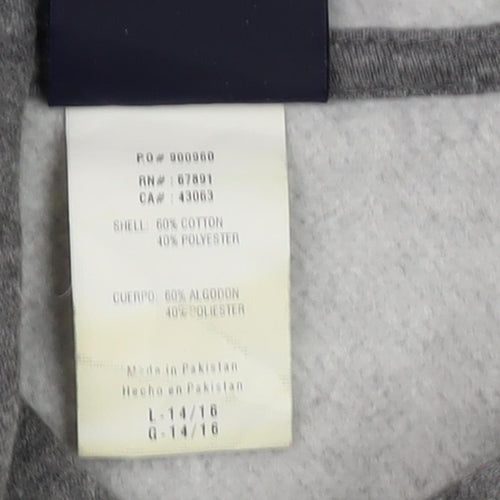 P.O# 900960
RN# : 67891
CA# : 43063
SHELL: 60% COTTON
40% POLYESTER
CUERPO: 60% ALGODON
40% POLIESTER
Made in Pakistan
Hecho en Pakistan
L - 14/16
G - 14/16